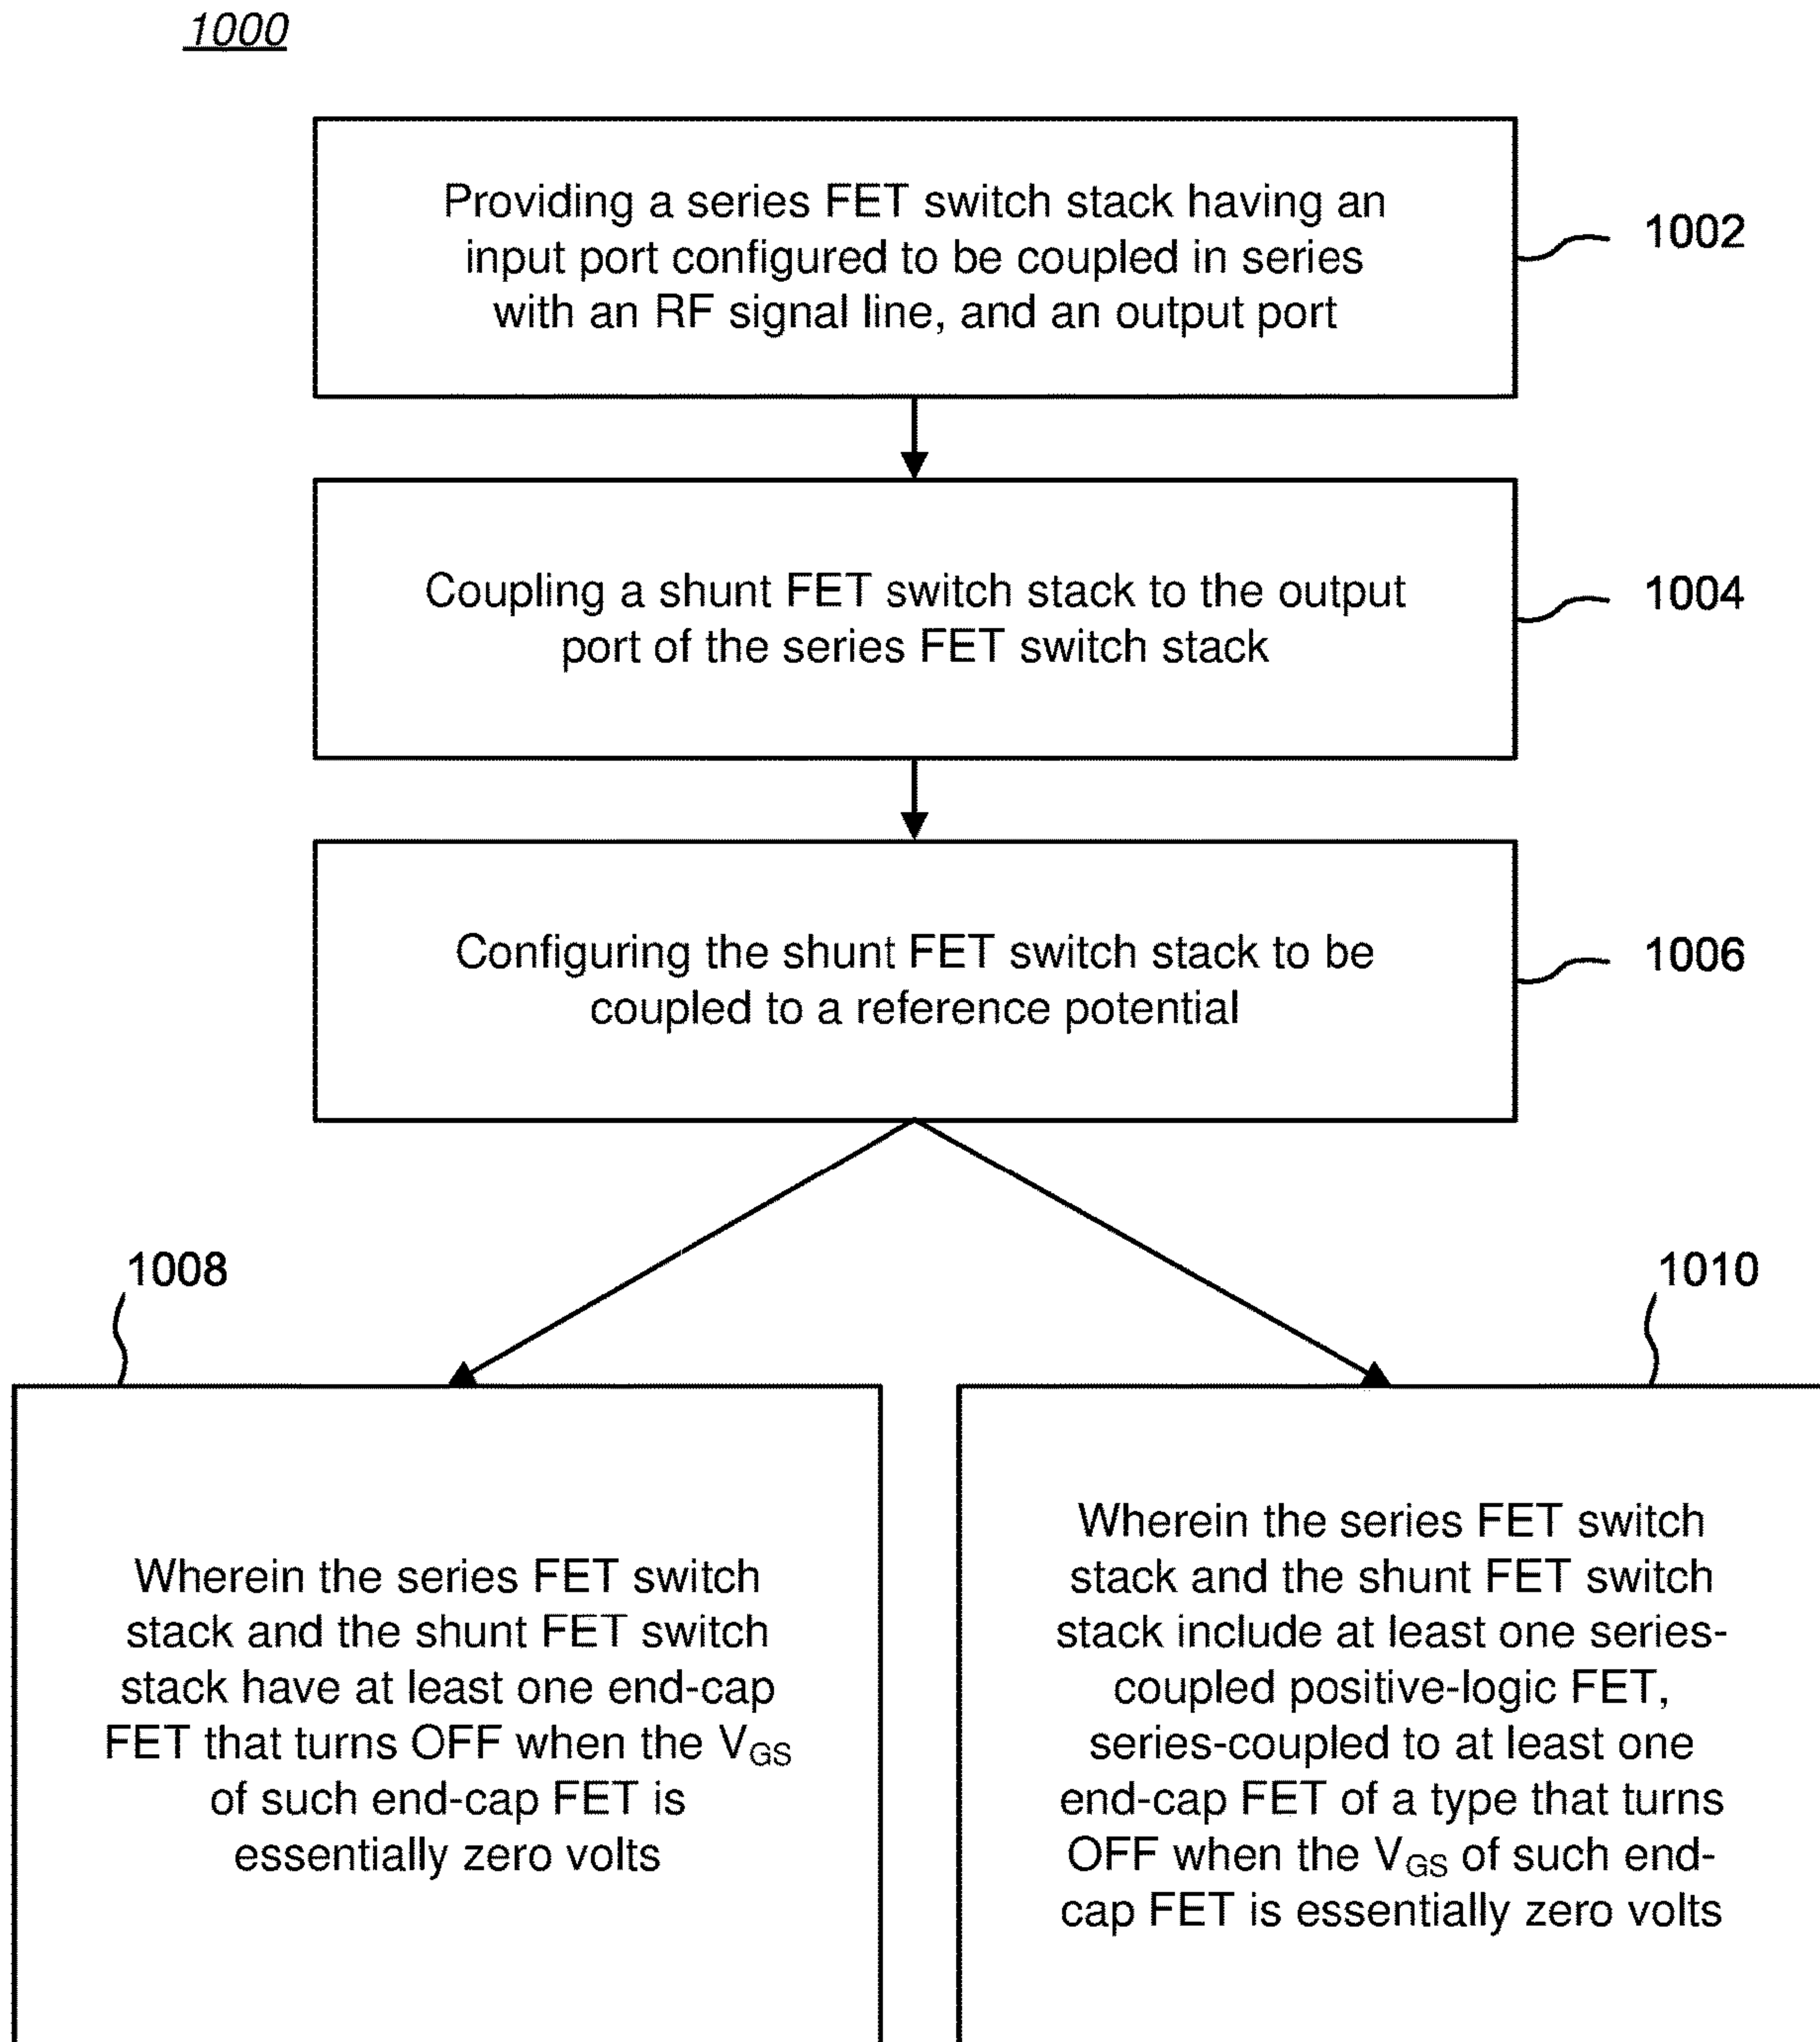 1000
Providing a series FET switch stack having an
input port configured to be coupled in series
with an RF signal line, and an output port
1002
Coupling a shunt FET switch stack to the output
port of the series FET switch stack
1004
Configuring the shunt FET switch stack to be
coupled to a reference potential
1006
1008
Wherein the series FET switch
stack and the shunt FET switch
stack have at least one end-cap
FET that turns OFF when the VGS
of such end-cap FET is
essentially zero volts
1010
Wherein the series FET switch
stack and the shunt FET switch
stack include at least one series-
coupled positive-logic FET,
series-coupled to at least one
end-cap FET of a type that turns
OFF when the VGS of such end-
cap FET is essentially zero volts